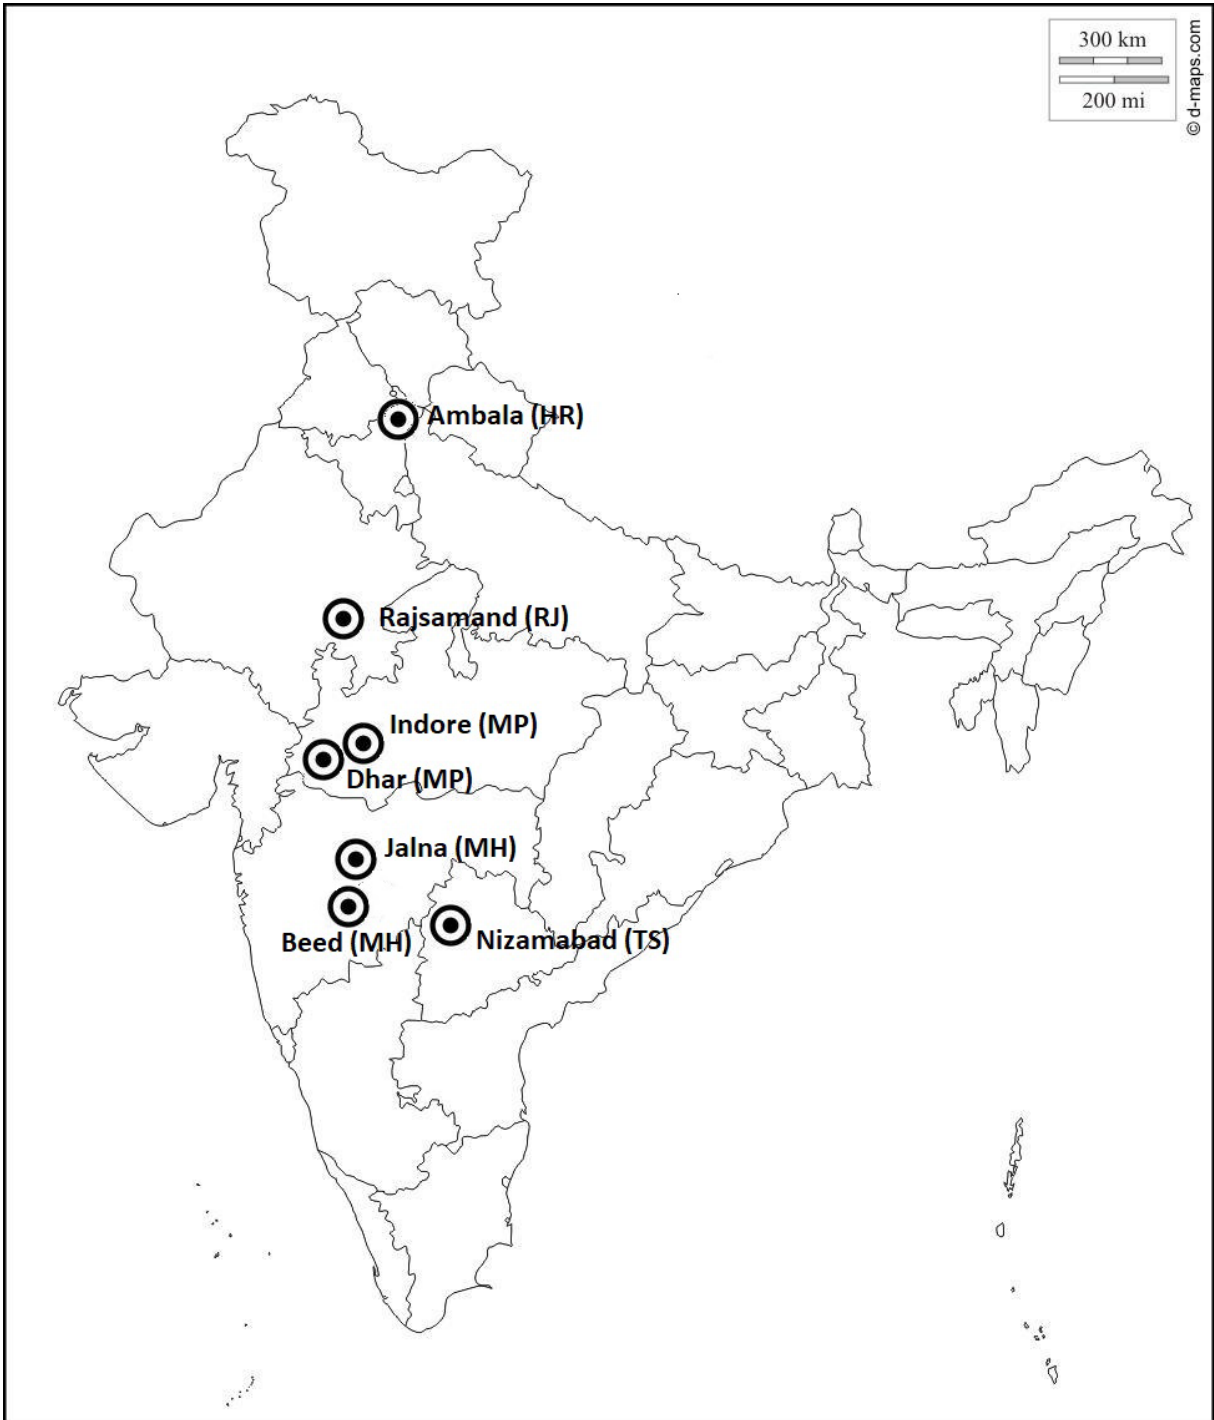 300 km
200 mi
© d-maps.com
Ambala (HR)
Rajsamand (RJ)
Indore (MP)
Dhar (MP)
Jalna (MH)
Beed (MH)
Nizamabad (TS)